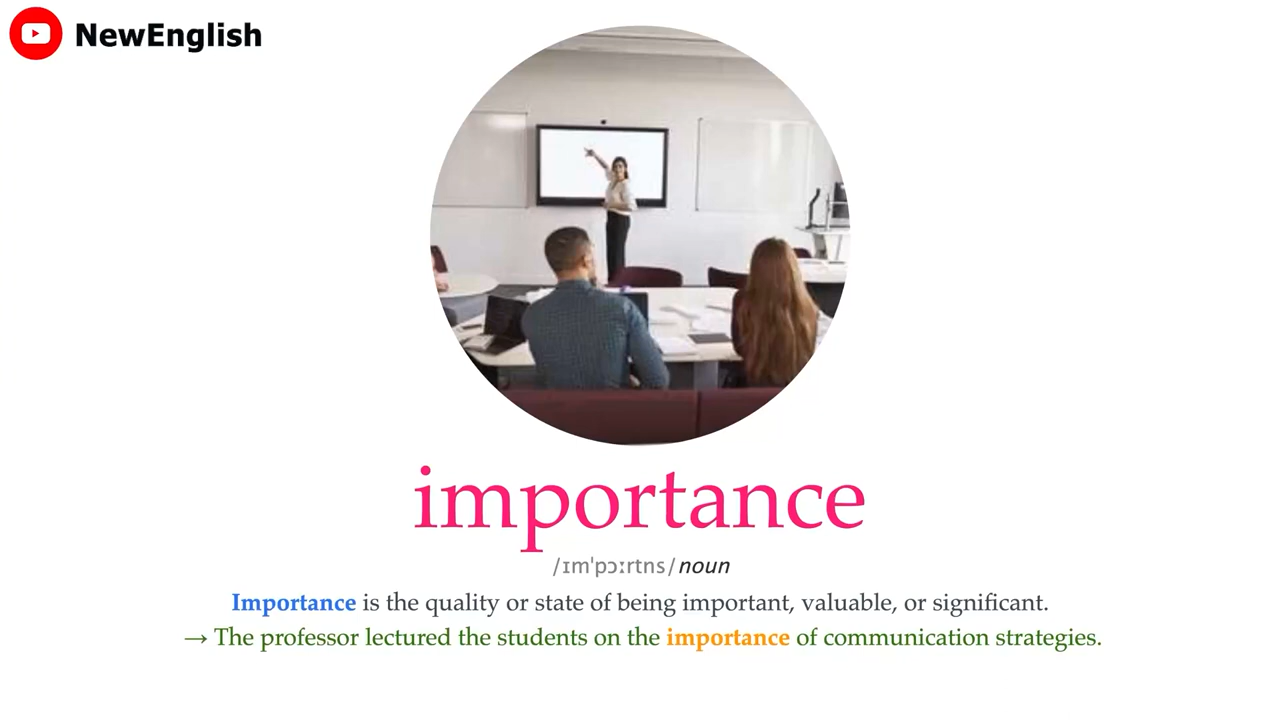 NewEnglish
importance
/ɪmˈpɔːrtns/ noun
Importance is the quality or state of being important, valuable, or significant.
→ The professor lectured the students on the importance of communication strategies.